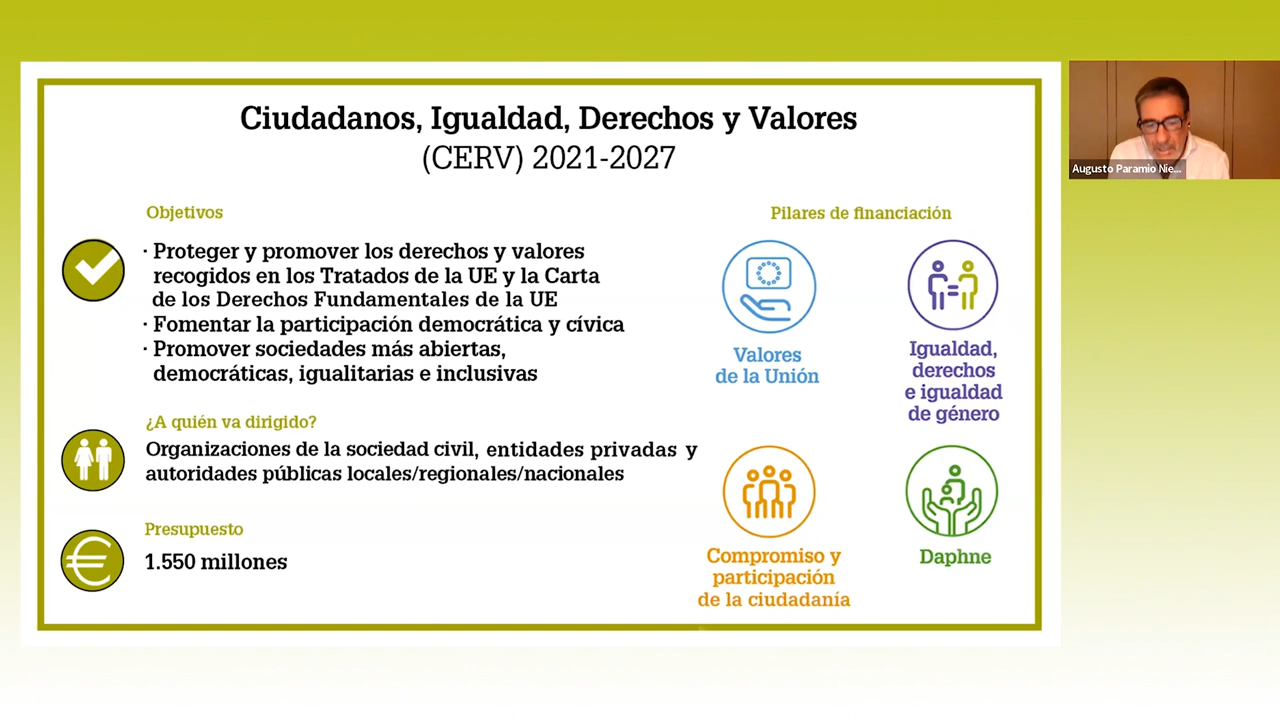 Ciudadanos, Igualdad, Derechos y Valores
(CERV) 2021-2027
Objetivos
· Proteger y promover los derechos y valores
recogidos en los Tratados de la UE y la Carta
de los Derechos Fundamentales de la UE
· Fomentar la participación democrática y cívica
· Promover sociedades más abiertas,
democráticas, igualitarias e inclusivas
¿A quién va dirigido?
Organizaciones de la sociedad civil, entidades privadas y
autoridades públicas locales/regionales/nacionales
Presupuesto
1.550 millones
Pilares de financiación
Valores
de la Unión
Igualdad,
derechos
e igualdad
de género
Compromiso y
participación
de la ciudadanía
Daphne
Augusto Paramio Nie...